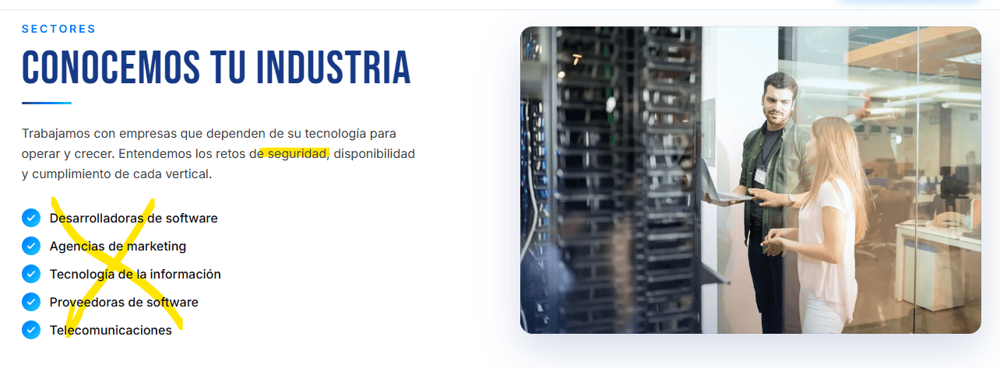 SECTORES
CONOCEMOS TU INDUSTRIA
Trabajamos con empresas que dependen de su tecnología para
operar y crecer. Entendemos los retos de seguridad, disponibilidad
y cumplimiento de cada vertical.
Desarrolladoras de software
Agencias de marketing
Tecnología de la información
Proveedoras de software
Telecomunicaciones